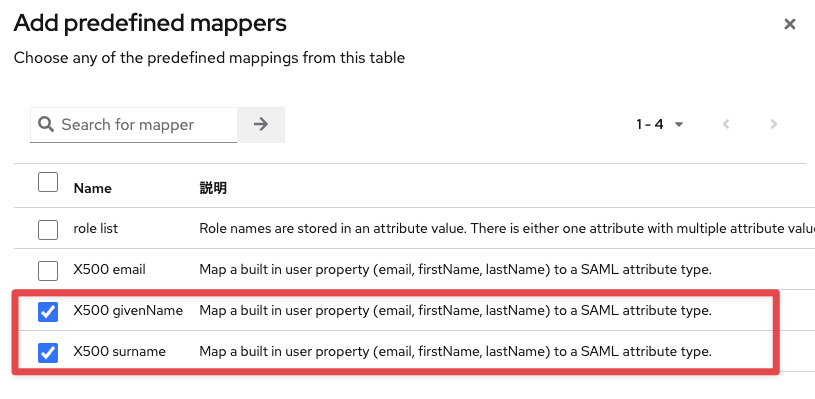 Add predefined mappers
Choose any of the predefined mappings from this table
Search for mapper
1 - 4
Name 説明
role list Role names are stored in an attribute value. There is either one attribute with multiple attribute
X500 email Map a built in user property (email, firstName, lastName) to a SAML attribute type.
X500 givenName Map a built in user property (email, firstName, lastName) to a SAML attribute type.
X500 surname Map a built in user property (email, firstName, lastName) to a SAML attribute type.